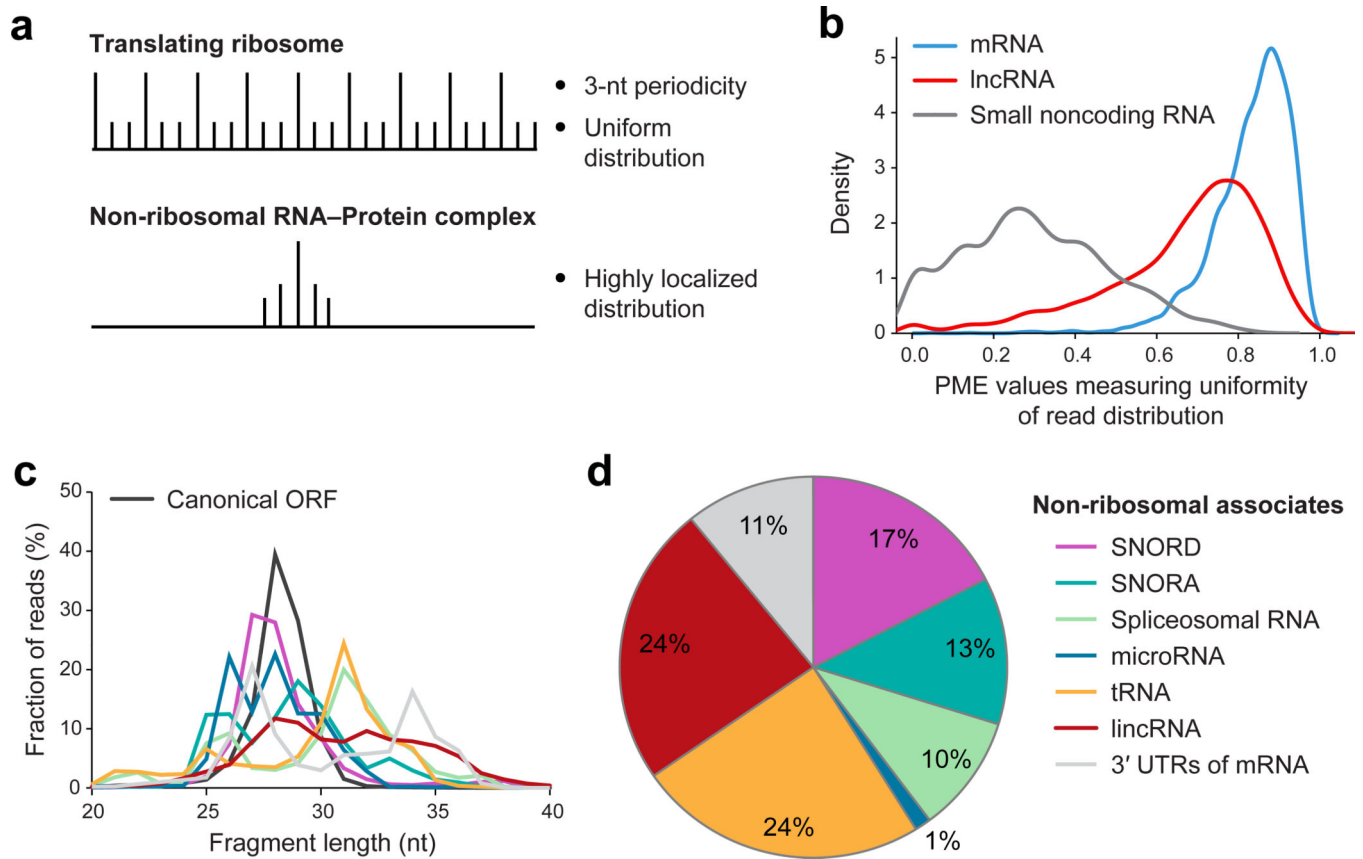 a
Translating ribosome
• 3-nt periodicity
• Uniform
distribution
Non-ribosomal RNA–Protein complex
• Highly localized
distribution
b
mRNA
lncRNA
Small noncoding RNA
Density
5
4
3
2
1
0
0.0 0.2 0.4 0.6 0.8 1.0
PME values measuring uniformity
of read distribution
c
Canonical ORF
Fraction of reads (%)
50
40
30
20
10
0
20 25 30 35 40
Fragment length (nt)
d
11%
17%
24%
13%
10%
24%
1%
Non-ribosomal associates
SNORD
SNORA
Spliceosomal RNA
microRNA
tRNA
lincRNA
3′ UTRs of mRNA